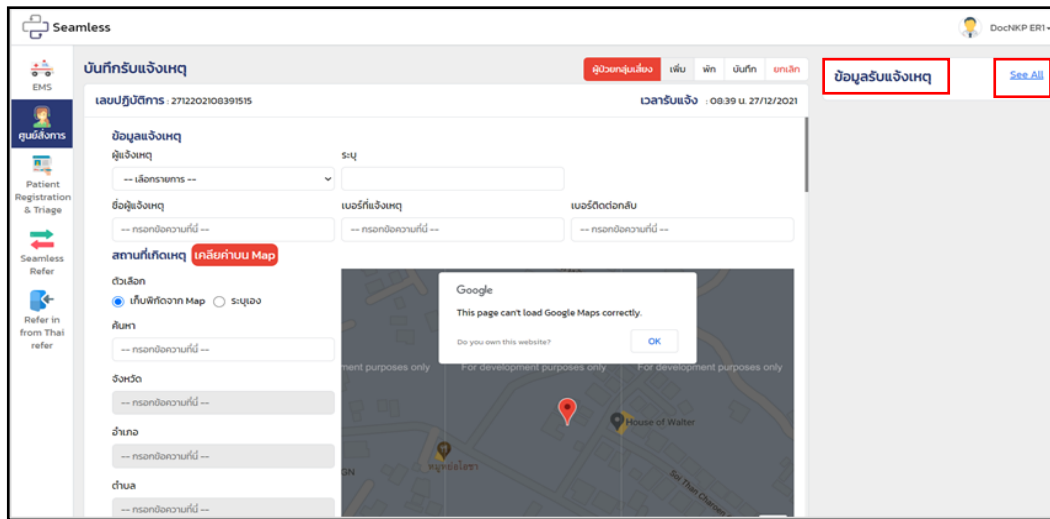 Seamless
DocNKP ER1
EMS
ศูนย์สั่งการ
Patient
Registration
& Triage
Seamless
Refer
Refer in
from Thai
refer
บันทึกรับแจ้งเหตุ
ผู้ป่วยกลุ่มเสี่ยง เพิ่ม พัก บันทึก ยกเลิก
เลขปฏิบัติการ : 2712202108391515
เวลารับแจ้ง : 08:39 น. 27/12/2021
ข้อมูลแจ้งเหตุ
ผู้แจ้งเหตุ ระบุ
-- เลือกรายการ --
ชื่อผู้แจ้งเหตุ เบอร์ที่แจ้งเหตุ เบอร์ติดต่อกลับ
-- กรอกข้อความที่นี่ -- -- กรอกข้อความที่นี่ -- -- กรอกข้อความที่นี่ --
สถานที่เกิดเหตุ เคลียค่าบน Map
ตัวเลือก
เก็บพิกัดจาก Map ระบุเอง
ค้นหา
-- กรอกข้อความที่นี่ --
จังหวัด
-- กรอกข้อความที่นี่ --
อำเภอ
-- กรอกข้อความที่นี่ --
ตำบล
-- กรอกข้อความที่นี่ --
Google
This page can't load Google Maps correctly.
Do you own this website? OK
ment purposes only For development purposes only For development purposes only
House of Walter
หมูทย่อโอชา
GN
Soi Than Charoen
ข้อมูลรับแจ้งเหตุ See All